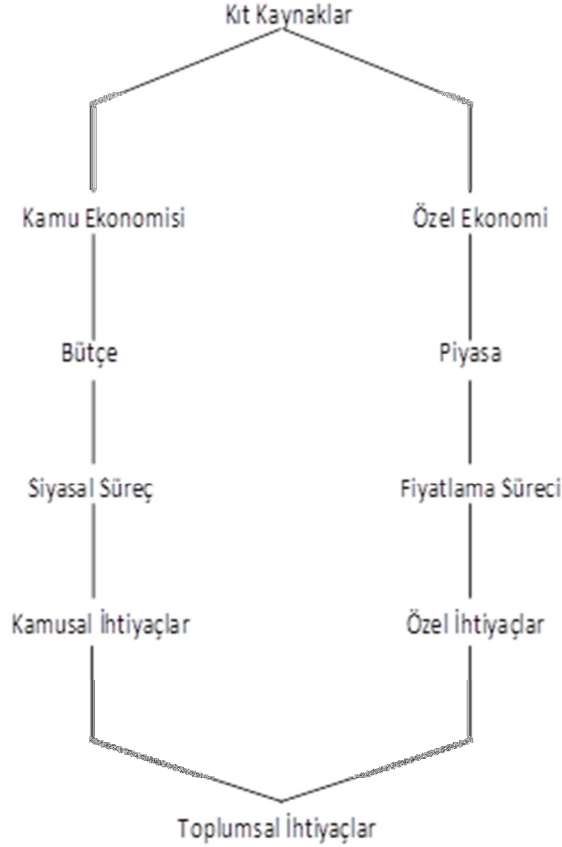 Kıt Kaynaklar
Kamu Ekonomisi
Özel Ekonomi
Bütçe
Piyasa
Siyasal Süreç
Fiyatlama Süreci
Kamusal İhtiyaçlar
Özel İhtiyaçlar
Toplumsal İhtiyaçlar